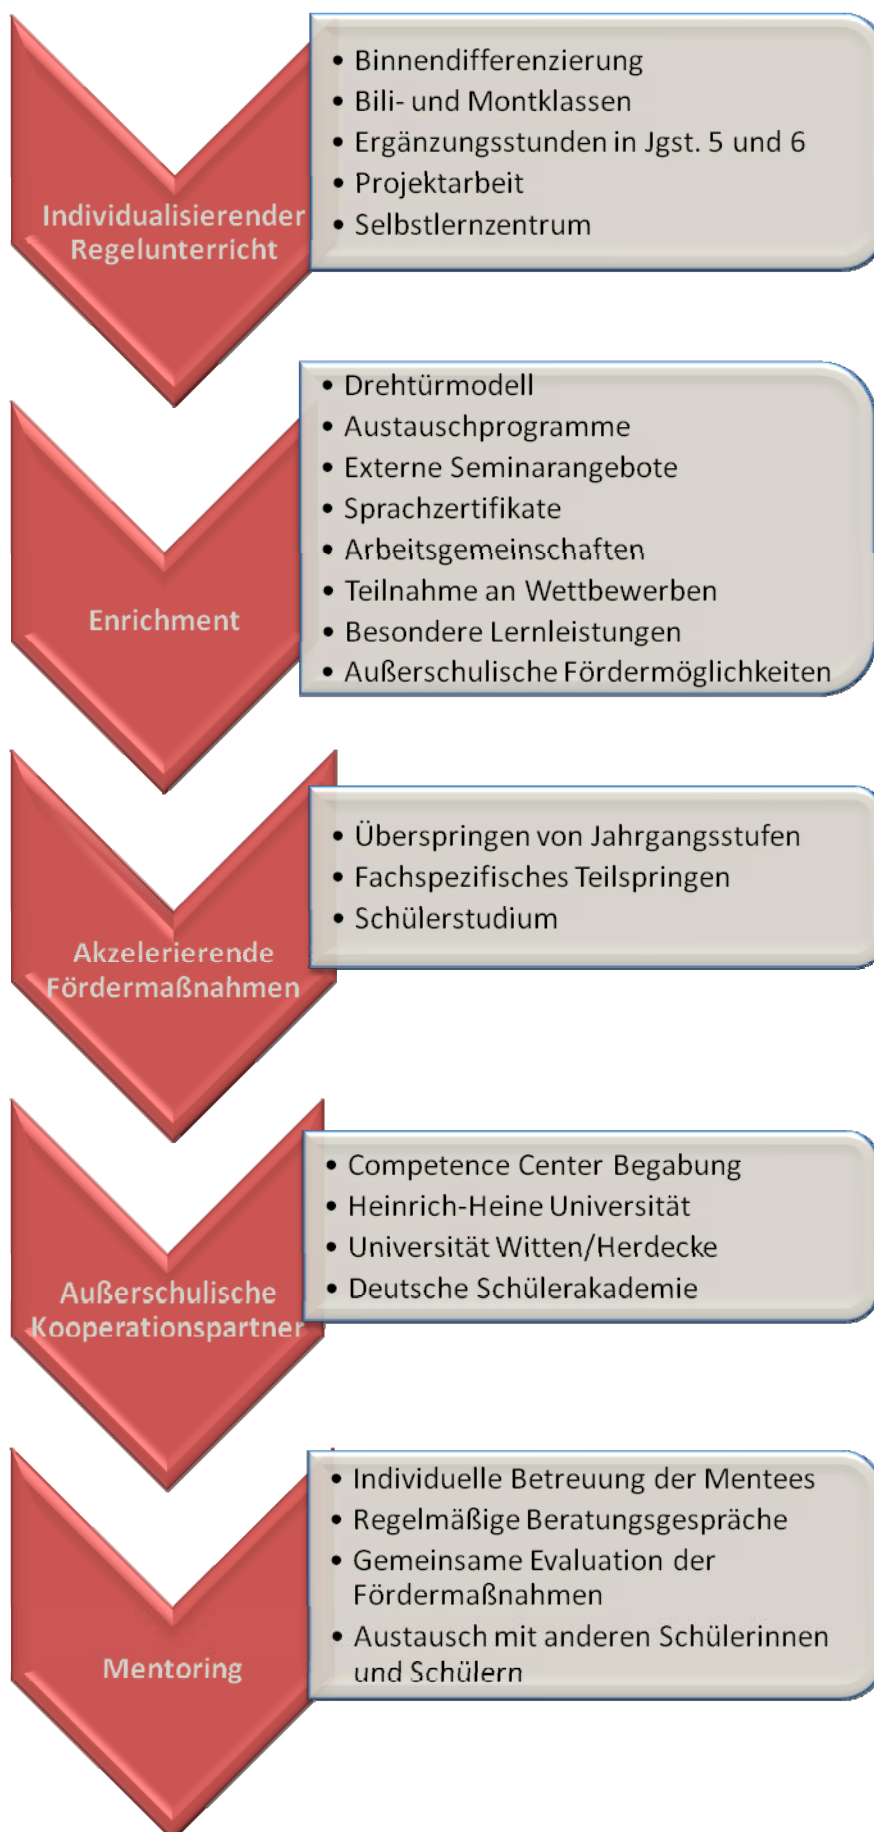 Individualisierender
Regelunterricht
• Binnendifferenzierung
• Bili- und Montklassen
• Ergänzungsstunden in Jgst. 5 und 6
• Projektarbeit
• Selbstlernzentrum
Enrichment
• Drehtürmodell
• Austauschprogramme
• Externe Seminarangebote
• Sprachzertifikate
• Arbeitsgemeinschaften
• Teilnahme an Wettbewerben
• Besondere Lernleistungen
• Außerschulische Fördermöglichkeiten
Akzelerierende
Fördermaßnahmen
• Überspringen von Jahrgangsstufen
• Fachspezifisches Teilspringen
• Schülerstudium
Außerschulische
Kooperationspartner
• Competence Center Begabung
• Heinrich-Heine Universität
• Universität Witten/Herdecke
• Deutsche Schülerakademie
Mentoring
• Individuelle Betreuung der Mentees
• Regelmäßige Beratungsgespräche
• Gemeinsame Evaluation der
Fördermaßnahmen
• Austausch mit anderen Schülerinnen
und Schülern